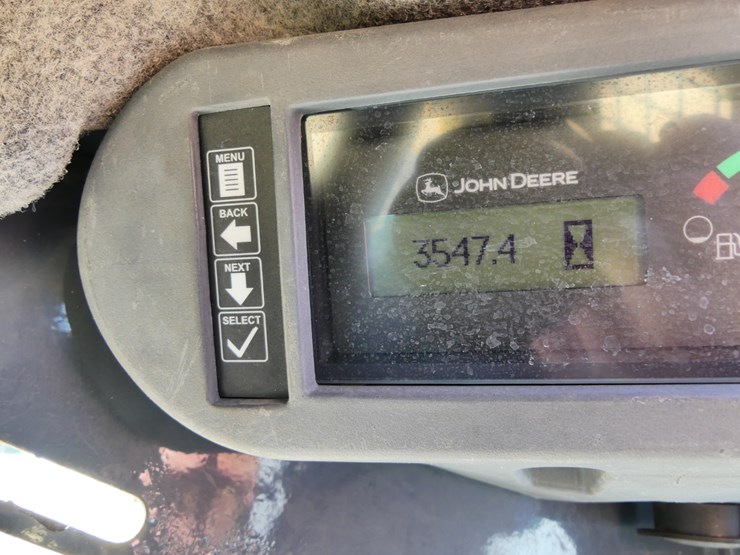 MENU
BACK
NEXT
SELECT
JOHN DEERE
3547.4